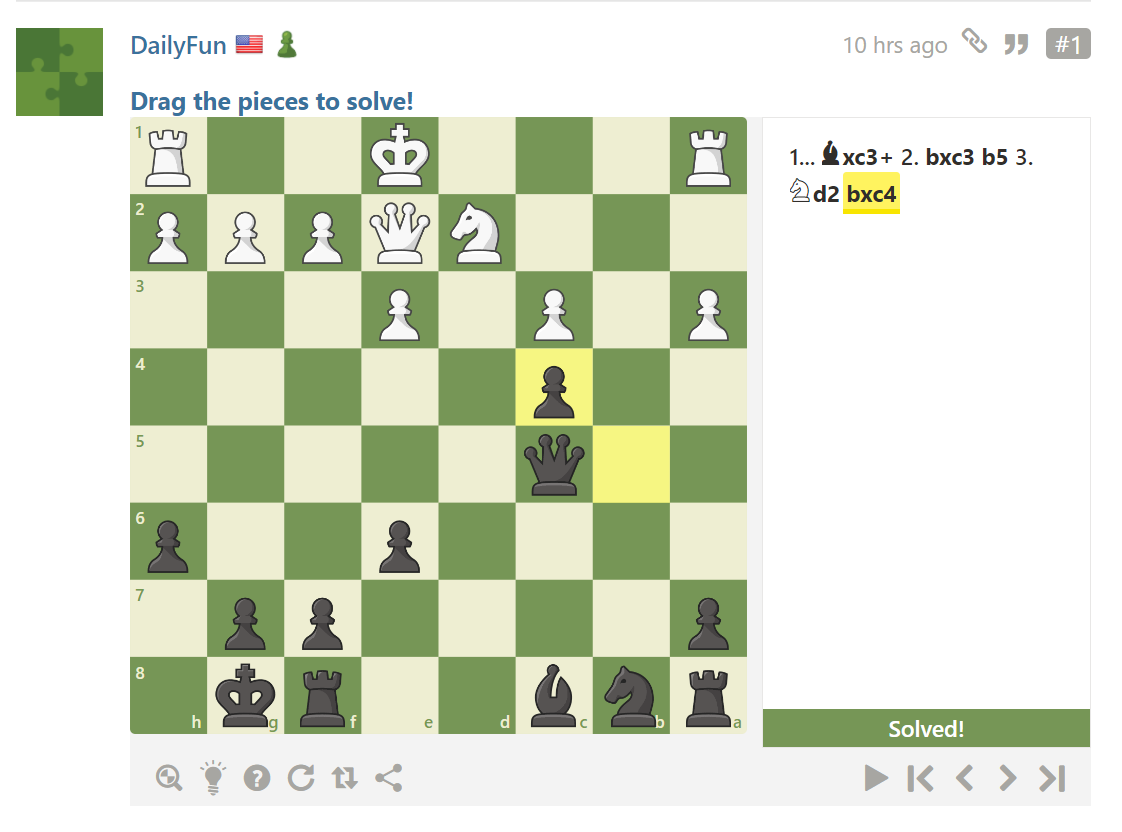 DailyFun 10 hrs ago #1
Drag the pieces to solve!
1
2
3
4
5
6
7
8
h g f e d c b a
1... xc3+ 2. bxc3 b5 3.
d2 bxc4
Solved!